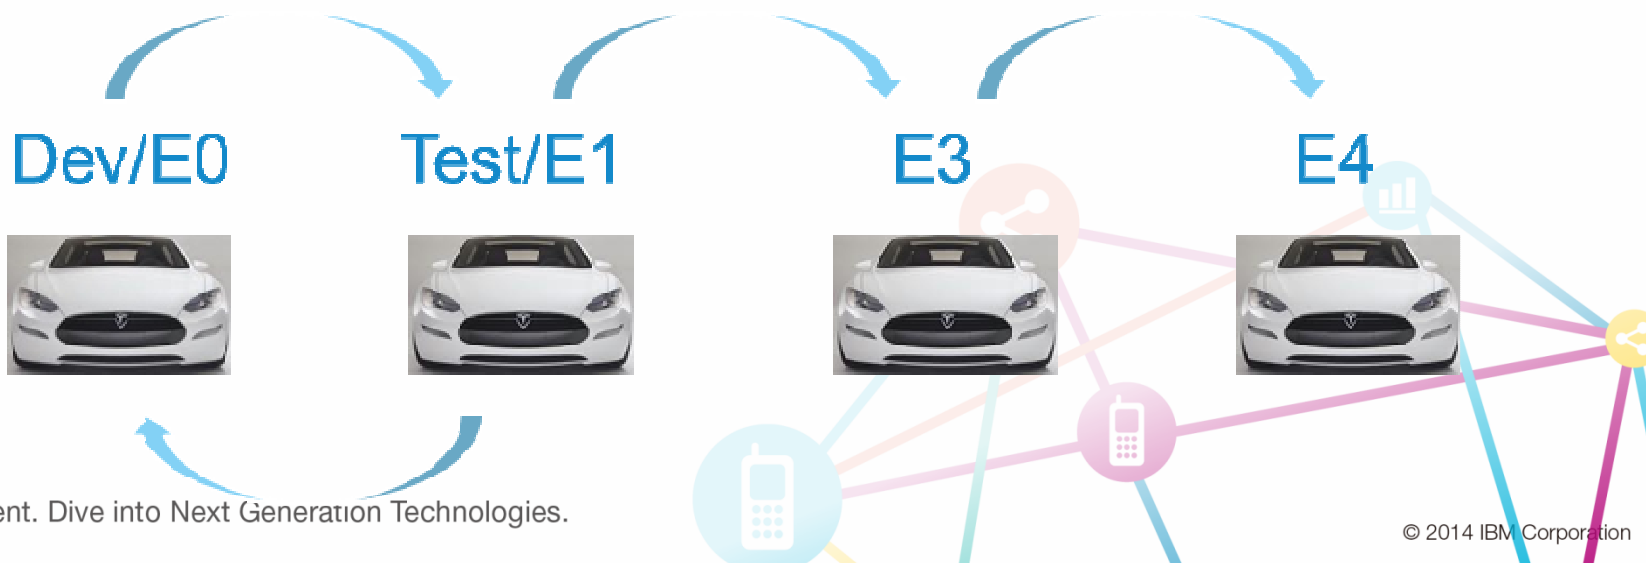 Dev/E0 Test/E1 E3 E4
ent. Dive into Next Generation Technologies.
© 2014 IBM Corporation